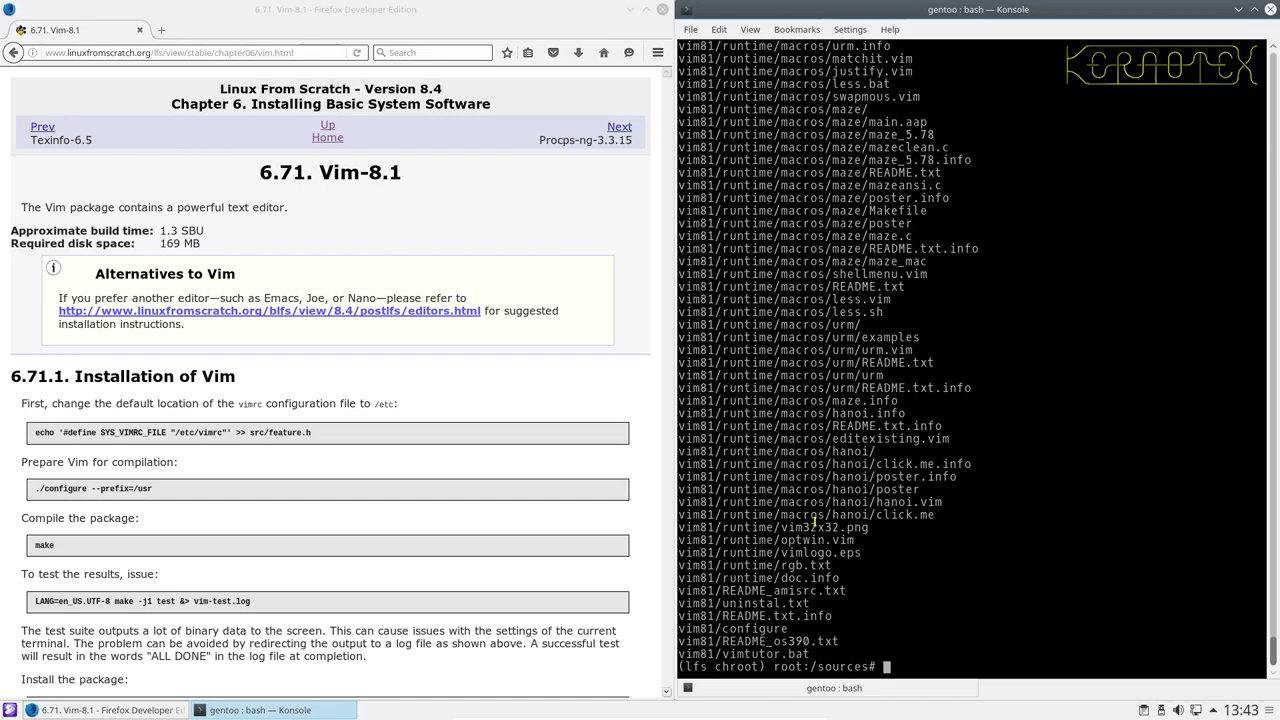 6.71. Vim-8.1 - Firefox Developer Edition
6.71. Vim-8.1
www.linuxfromscratch.org/lfs/view/stable/chapter06/vim.html
Search
Linux From Scratch - Version 8.4
Chapter 6. Installing Basic System Software
Prev
Up
Next
Texinfo-6.5
Home
Procps-ng-3.3.15
6.71. Vim-8.1
The Vim package contains a powerful text editor.
Approximate build time: 1.3 SBU
Required disk space: 169 MB
Alternatives to Vim
If you prefer another editor—such as Emacs, Joe, or Nano—please refer to
http://www.linuxfromscratch.org/blfs/view/8.4/postlfs/editors.html for suggested
installation instructions.
6.71.1. Installation of Vim
First, change the default location of the vimrc configuration file to /etc:
echo '#define SYS_VIMRC_FILE "/etc/vimrc"' >> src/feature.h
Prepare Vim for compilation:
./configure --prefix=/usr
Compile the package:
make
To test the results, issue:
LANG=en_US.UTF-8 make -j1 test &> vim-test.log
The test suite outputs a lot of binary data to the screen. This can cause issues with the settings of the current
terminal. The problem can be avoided by redirecting the output to a log file as shown above. A successful test
will result in the words "ALL DONE" in the log file at completion.
Install the package:
gentoo : bash — Konsole
File Edit View Bookmarks Settings Help
KERAOTEX
vim81/runtime/macros/urm.info
vim81/runtime/macros/matchit.vim
vim81/runtime/macros/justify.vim
vim81/runtime/macros/less.bat
vim81/runtime/macros/swapmous.vim
vim81/runtime/macros/maze/
vim81/runtime/macros/maze/main.aap
vim81/runtime/macros/maze/maze_5.78
vim81/runtime/macros/maze/mazeclean.c
vim81/runtime/macros/maze/maze_5.78.info
vim81/runtime/macros/maze/README.txt
vim81/runtime/macros/maze/mazeansi.c
vim81/runtime/macros/maze/poster.info
vim81/runtime/macros/maze/Makefile
vim81/runtime/macros/maze/poster
vim81/runtime/macros/maze/maze.c
vim81/runtime/macros/maze/README.txt.info
vim81/runtime/macros/maze/maze_mac
vim81/runtime/macros/shellmenu.vim
vim81/runtime/macros/README.txt
vim81/runtime/macros/less.vim
vim81/runtime/macros/less.sh
vim81/runtime/macros/urm/
vim81/runtime/macros/urm/examples
vim81/runtime/macros/urm/urm.vim
vim81/runtime/macros/urm/README.txt
vim81/runtime/macros/urm/urm
vim81/runtime/macros/urm/README.txt.info
vim81/runtime/macros/maze.info
vim81/runtime/macros/hanoi.info
vim81/runtime/macros/README.txt.info
vim81/runtime/macros/editexisting.vim
vim81/runtime/macros/hanoi/
vim81/runtime/macros/hanoi/click.me.info
vim81/runtime/macros/hanoi/poster.info
vim81/runtime/macros/hanoi/poster
vim81/runtime/macros/hanoi/hanoi.vim
vim81/runtime/macros/hanoi/click.me
vim81/runtime/vim32x32.png
vim81/runtime/optwin.vim
vim81/runtime/vimlogo.eps
vim81/runtime/rgb.txt
vim81/runtime/doc.info
vim81/README_amisrc.txt
vim81/uninstal.txt
vim81/README.txt.info
vim81/configure
vim81/README_os390.txt
vim81/vimtutor.bat
(lfs chroot) root:/sources#
gentoo : bash
6.71. Vim-8.1 - Firefox Developer Ed
gentoo : bash — Konsole
13:43